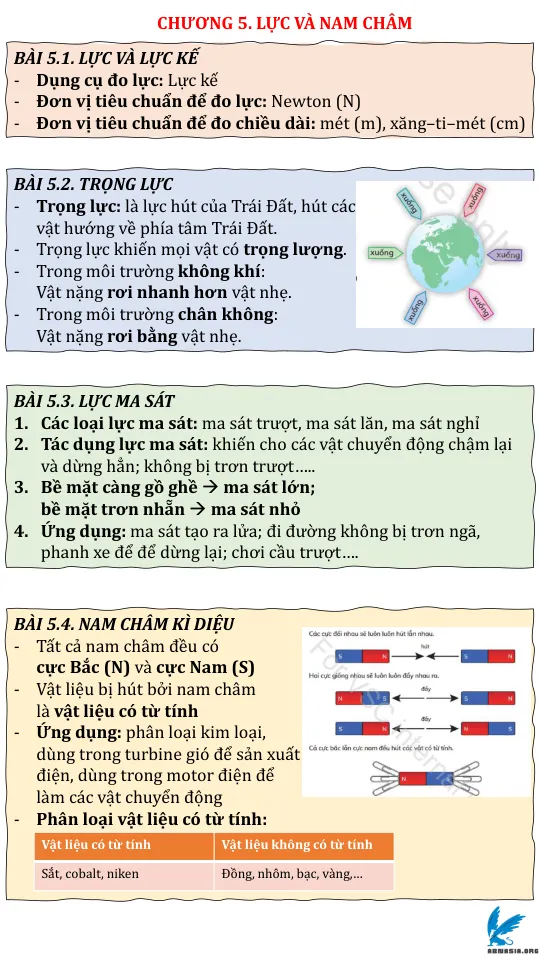 CHƯƠNG 5. LỰC VÀ NAM CHÂM
BÀI 5.1. LỰC VÀ LỰC KẾ
- Dụng cụ đo lực: Lực kế
- Đơn vị tiêu chuẩn để đo lực: Newton (N)
- Đơn vị tiêu chuẩn để đo chiều dài: mét (m), xăng–ti–mét (cm)
BÀI 5.2. TRỌNG LỰC
- Trọng lực: là lực hút của Trái Đất, hút các
vật hướng về phía tâm Trái Đất.
- Trọng lực khiến mọi vật có trọng lượng.
- Trong môi trường không khí:
Vật nặng rơi nhanh hơn vật nhẹ.
- Trong môi trường chân không:
Vật nặng rơi bằng vật nhẹ.
xuống
xuống
xuống
xuống
xuống
xuống
BÀI 5.3. LỰC MA SÁT
1. Các loại lực ma sát: ma sát trượt, ma sát lăn, ma sát nghỉ
2. Tác dụng lực ma sát: khiến cho các vật chuyển động chậm lại
và dừng hẳn; không bị trơn trượt…..
3. Bề mặt càng gồ ghề → ma sát lớn;
bề mặt trơn nhẵn → ma sát nhỏ
4. Ứng dụng: ma sát tạo ra lửa; đi đường không bị trơn ngã,
phanh xe để để dừng lại; chơi cầu trượt….
BÀI 5.4. NAM CHÂM KÌ DIỆU
- Tất cả nam châm đều có
cực Bắc (N) và cực Nam (S)
- Vật liệu bị hút bởi nam châm
là vật liệu có từ tính
- Ứng dụng: phân loại kim loại,
dùng trong turbine gió để sản xuất
điện, dùng trong motor điện để
làm các vật chuyển động
- Phân loại vật liệu có từ tính:
Các cực đối nhau sẽ luôn luôn hút lẫn nhau.
S N hút S N
Hai cực giống nhau sẽ luôn luôn đẩy nhau ra.
N S đẩy S N
S N đẩy N S
Cả cực bắc lẫn cực nam đều hút các vật có từ tính.
N S
For VSC internal
Vật liệu có từ tính Vật liệu không có từ tính
Sắt, cobalt, niken Đồng, nhôm, bạc, vàng,…
ABMASIA.ORG